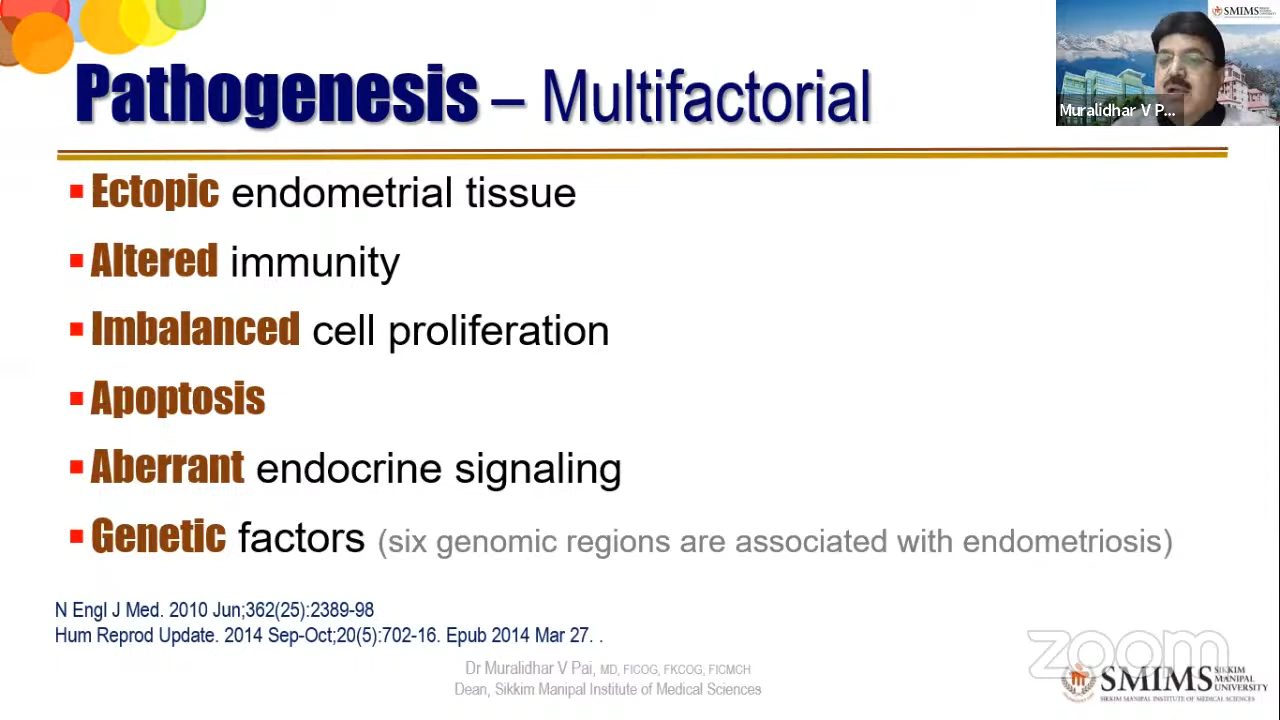 SMIMS
Muralidhar V P...
Pathogenesis – Multifactorial
▪ Ectopic endometrial tissue
▪ Altered immunity
▪ Imbalanced cell proliferation
▪ Apoptosis
▪ Aberrant endocrine signaling
▪ Genetic factors (six genomic regions are associated with endometriosis)
N Engl J Med. 2010 Jun;362(25):2389-98
Hum Reprod Update. 2014 Sep-Oct;20(5):702-16. Epub 2014 Mar 27. .
Dr Muralidhar V Pai, MD, FICOG, FKCOG, FICMCH
Dean, Sikkim Manipal Institute of Medical Sciences
zoom
SMIMS
SIKKIM
MANIPAL
UNIVERSITY
SIKKIM MANIPAL INSTITUTE OF MEDICAL SCIENCES